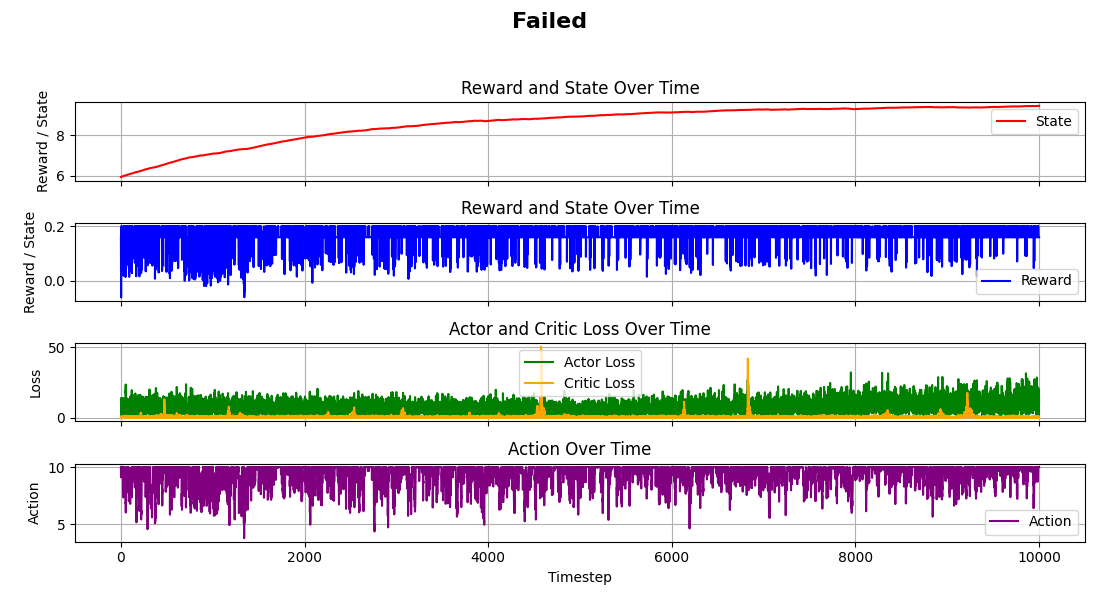 Failed
Reward and State Over Time
Reward / State
8
6
State
Reward and State Over Time
Reward / State
0.2
0.0
Reward
Actor and Critic Loss Over Time
Loss
50
0
Actor Loss
Critic Loss
Action Over Time
Action
10
5
Action
0 2000 4000 6000 8000 10000
Timestep